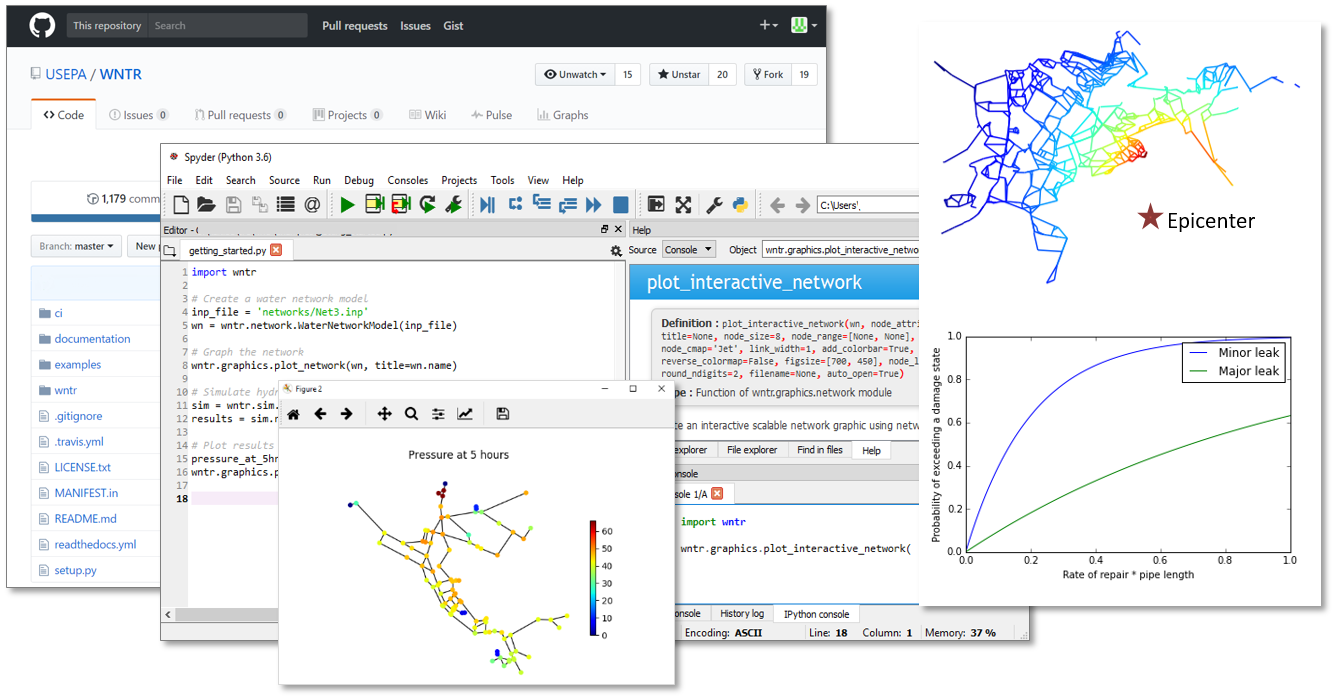 This repository Search Pull requests Issues Gist
USEPA / WNTR
Unwatch 15 Unstar 20 Fork 19
Code Issues 0 Pull requests 0 Projects 0 Wiki Pulse Graphs
1,179
Branch: master New
ci
documentation
examples
wntr
.gitignore
.travis.yml
LICENSE.txt
MANIFEST.in
README.md
readthedocs.yml
setup.py
Spyder (Python 3.6)
File Edit Search Source Run Debug Consoles Projects Tools View Help
C:\Users'
Editor -
getting_started.py
1 import wntr
2
3 # Create a water network model
4 inp_file = 'networks/Net3.inp'
5 wn = wntr.network.WaterNetworkModel(inp_file)
6
7 # Graph the network
8 wntr.graphics.plot_network(wn, title=wn.name)
9
10 # Simulate
11 sim = wntr.sim.
12 results = sim.
13
14 # Plot results
15 pressure_at_5h
16 wntr.graphics.
17
18
Help
Source Console Object wntr.graphics.plot_interactive_netwo
plot_interactive_network
Definition : plot_interactive_network(wn, node_attri
title=None, node_size=8, node_range=[None, None],
node_cmap='Jet', link_width=1, add_colorbar=True,
reverse_colormap=False, figsize=[700, 450], node_l
round_ndigits=2, filename=None, auto_open=True)
: Function of wntr.graphics.network module
an interactive scalable network graphic using netw
File explorer Find in files Help
1/A
import wntr
wntr.graphics.plot_interactive_network(
History log IPython console
Encoding: ASCII Line: 18 Column: 1 Memory: 37 %
Figure 2
Pressure at 5 hours
60
50
40
30
20
10
0
Epicenter
Minor leak
Major leak
Probability of exceeding a damage state
1.0
0.8
0.6
0.4
0.2
0.0
0.0 0.2 0.4 0.6 0.8 1.0
Rate of repair * pipe length